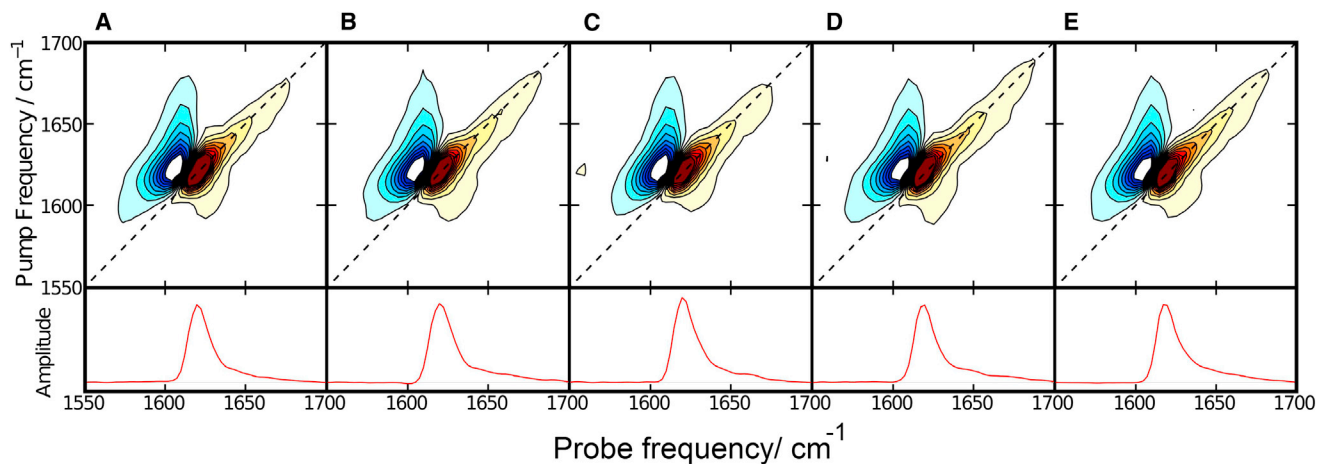 A B C D E
Pump Frequency / cm⁻¹
1700
1650
1600
1550
Amplitude
1550 1600 1650 1700 1600 1650 1700 1600 1650 1700 1600 1650 1700 1600 1650 1700
Probe frequency/ cm⁻¹